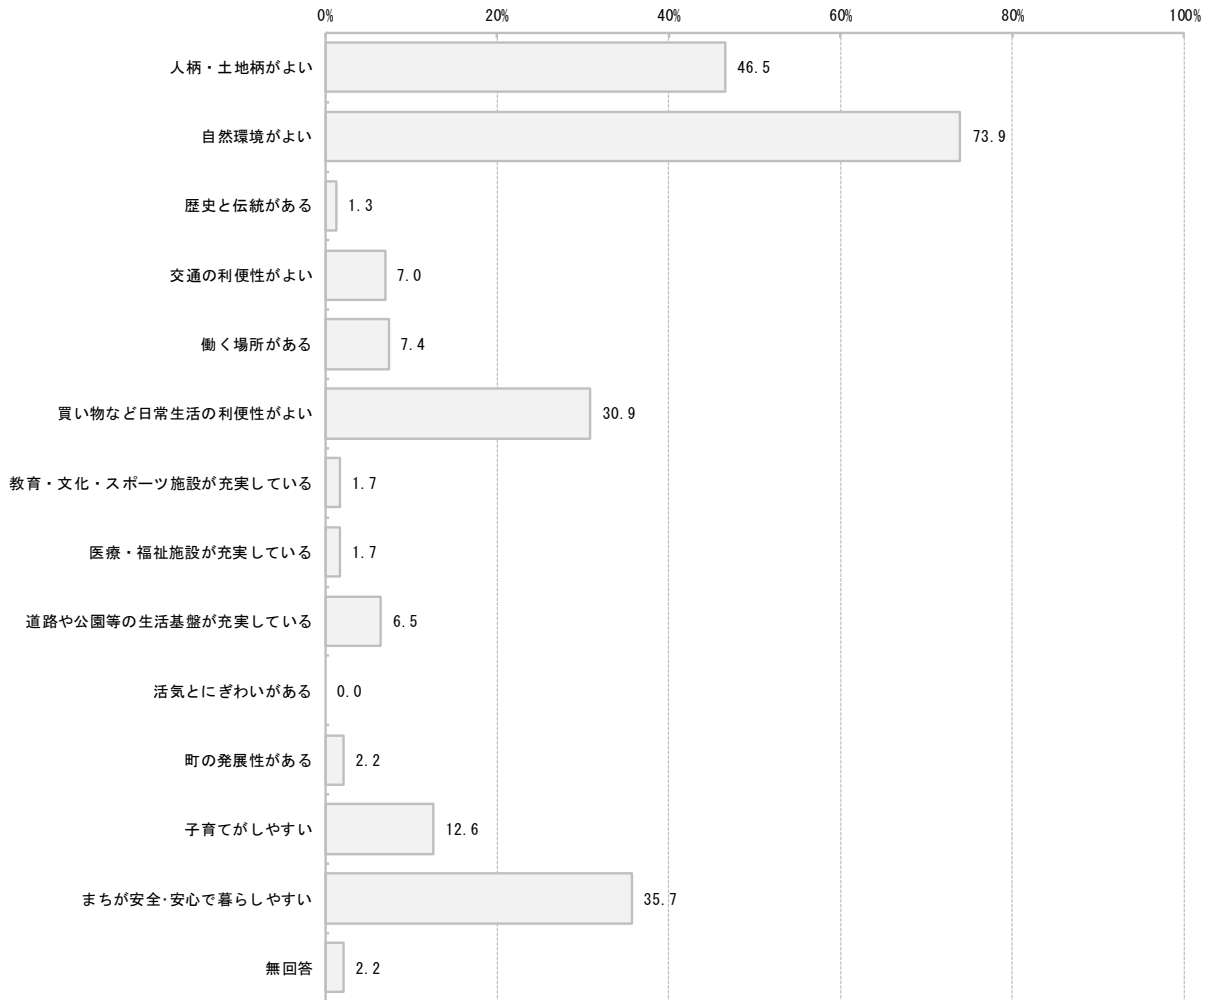 0% 20% 40% 60% 80% 100%
人柄・土地柄がよい 46.5
自然環境がよい 73.9
歴史と伝統がある 1.3
交通の利便性がよい 7.0
働く場所がある 7.4
買い物など日常生活の利便性がよい 30.9
教育・文化・スポーツ施設が充実している 1.7
医療・福祉施設が充実している 1.7
道路や公園等の生活基盤が充実している 6.5
活気とにぎわいがある 0.0
町の発展性がある 2.2
子育てがしやすい 12.6
まちが安全･安心で暮らしやすい 35.7
無回答 2.2